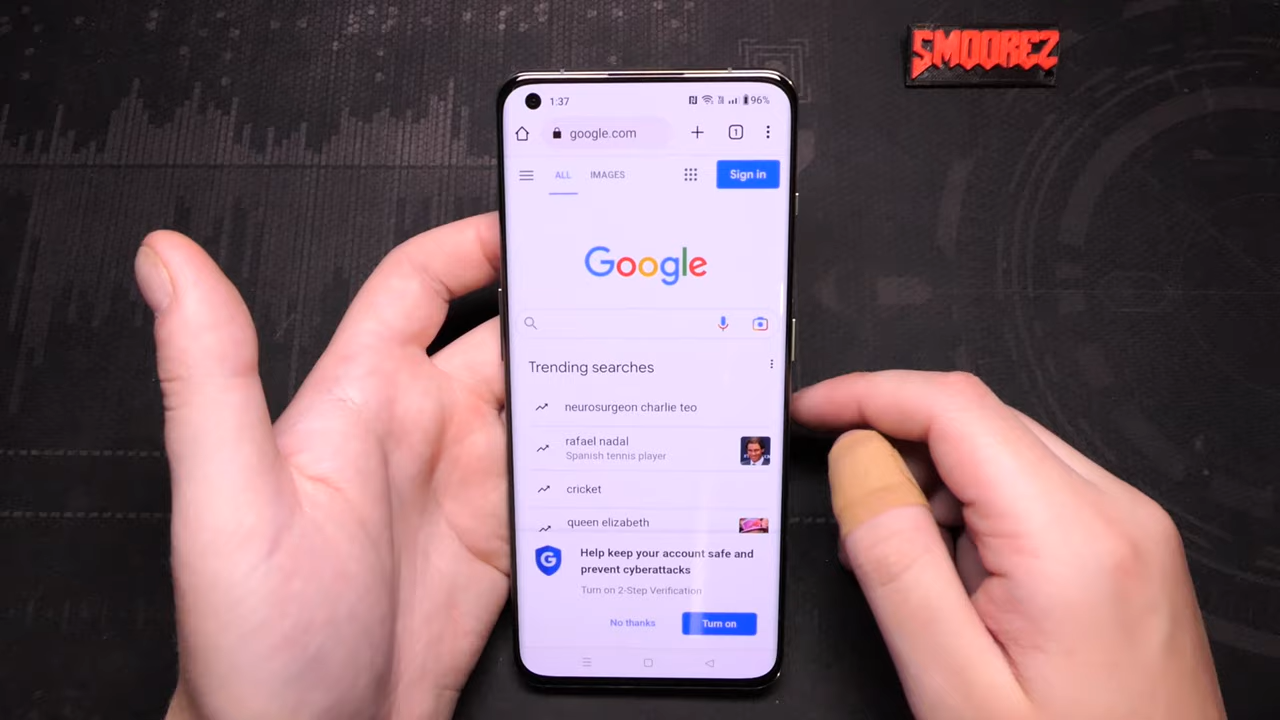 SMOOREZ
1:37
96%
google.com
1
ALL IMAGES
Sign in
Google
Trending searches
neurosurgeon charlie teo
rafael nadal
Spanish tennis player
cricket
queen elizabeth
G
Help keep your account safe and
prevent cyberattacks
Turn on 2-Step Verification
No thanks
Turn on